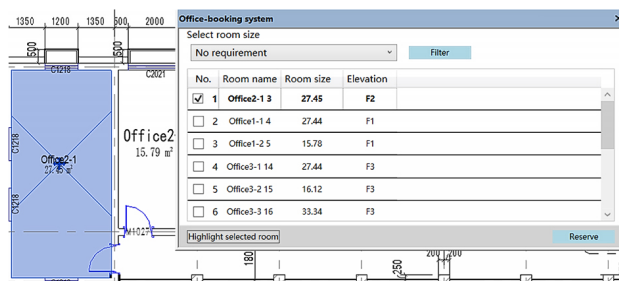 1350 1200 1350 500 2000
Office-booking system
×
Select room size
No requirement
Filter
No. Room name Room size Elevation
1 Office2-1 3 27.45 F2
2 Office1-1 4 27.44 F1
3 Office1-2 5 15.78 F1
4 Office3-1 14 27.44 F3
5 Office3-2 15 16.12 F3
6 Office3-3 16 33.34 F3
Highlight selected room
Reserve
500
500
C1218
C2021
Office2-1
27.45 m²
Office2
15.79 m²
C1218
C1218
M1027
C1218
180
250
200 200